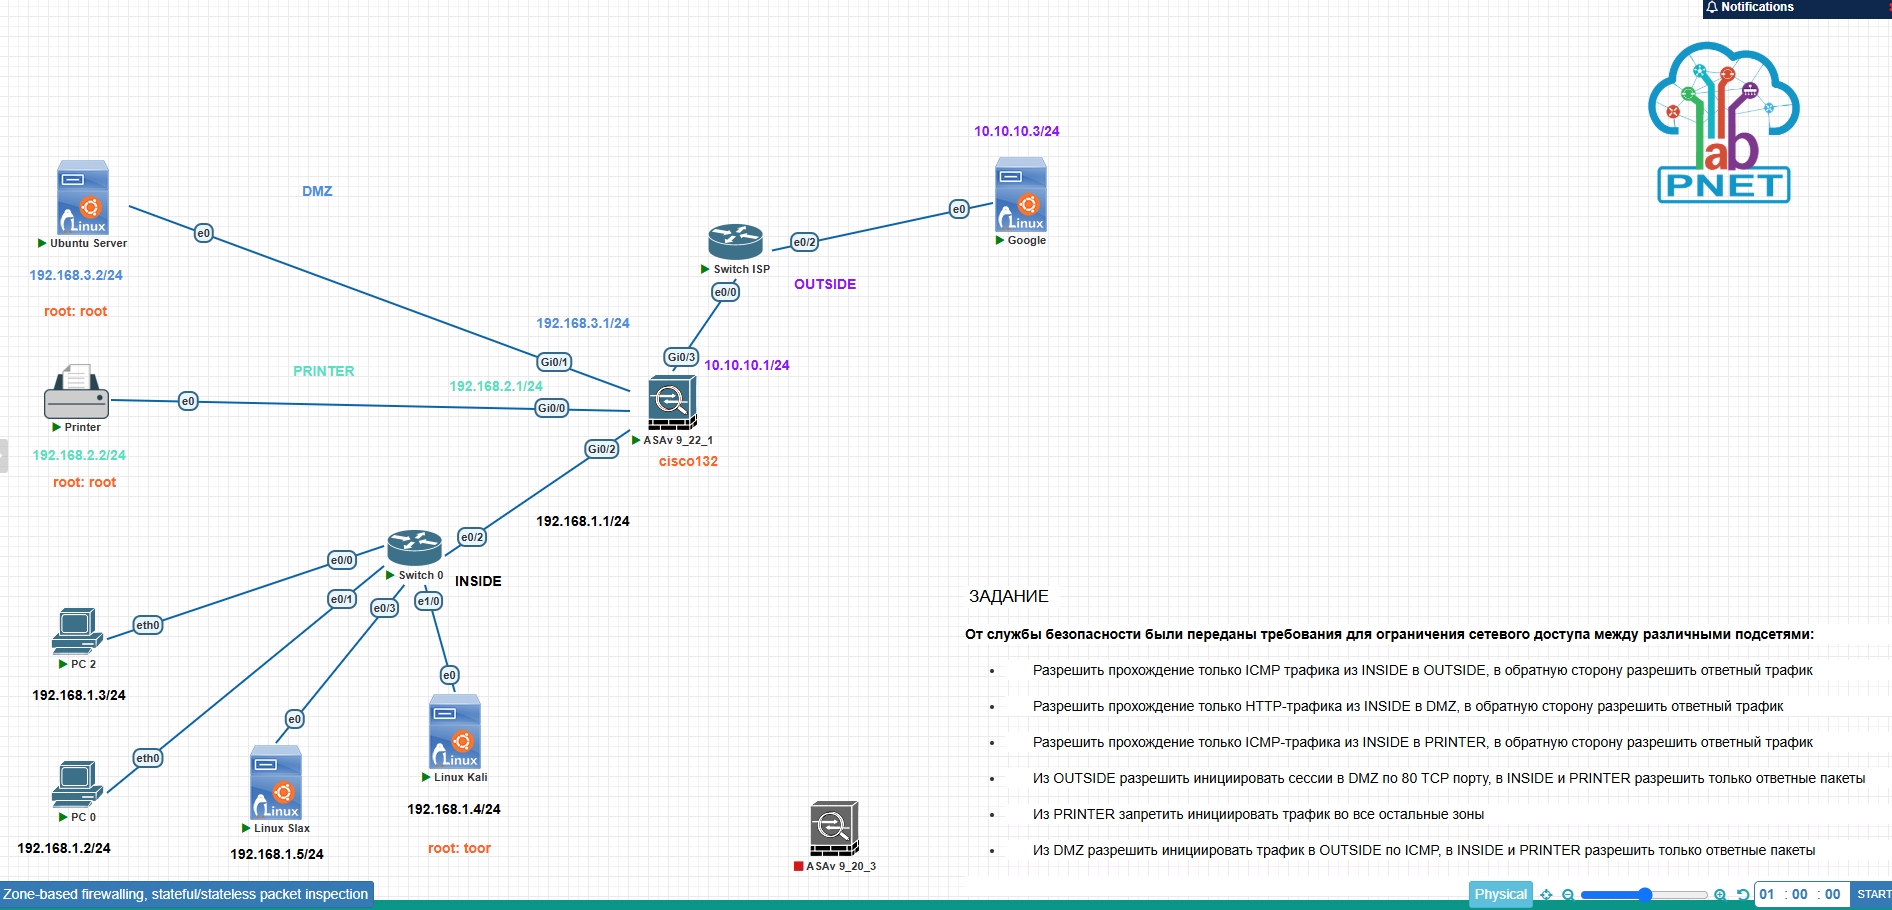 Notifications
ab
PNET
10.10.10.3/24
DMZ
Linux
Ubuntu Server
e0
192.168.3.2/24
root: root
Linux
Google
e0
e0/2
Switch ISP
e0/0
OUTSIDE
192.168.3.1/24
Gi0/1
Gi0/3
10.10.10.1/24
PRINTER
192.168.2.1/24
e0
Gi0/0
Printer
ASAv 9_22_1
Gi0/2
cisco132
192.168.2.2/24
root: root
192.168.1.1/24
e0/2
e0/0
Switch 0
INSIDE
e0/1
e0/3
e1/0
eth0
PC 2
192.168.1.3/24
e0
e0
eth0
Linux
Linux Kali
Linux
PC 0
Linux Slax
192.168.1.4/24
192.168.1.2/24
192.168.1.5/24
root: toor
ASAv 9_20_3
ЗАДАНИЕ
От службы безопасности были переданы требования для ограничения сетевого доступа между различными подсетями:
• Разрешить прохождение только ICMP трафика из INSIDE в OUTSIDE, в обратную сторону разрешить ответный трафик
• Разрешить прохождение только HTTP-трафика из INSIDE в DMZ, в обратную сторону разрешить ответный трафик
• Разрешить прохождение только ICMP-трафика из INSIDE в PRINTER, в обратную сторону разрешить ответный трафик
• Из OUTSIDE разрешить инициировать сессии в DMZ по 80 TCP порту, в INSIDE и PRINTER разрешить только ответные пакеты
• Из PRINTER запретить инициировать трафик во все остальные зоны
• Из DMZ разрешить инициировать трафик в OUTSIDE по ICMP, в INSIDE и PRINTER разрешить только ответные пакеты
Zone-based firewalling, stateful/stateless packet inspection
Physical
01 : 00 : 00
START